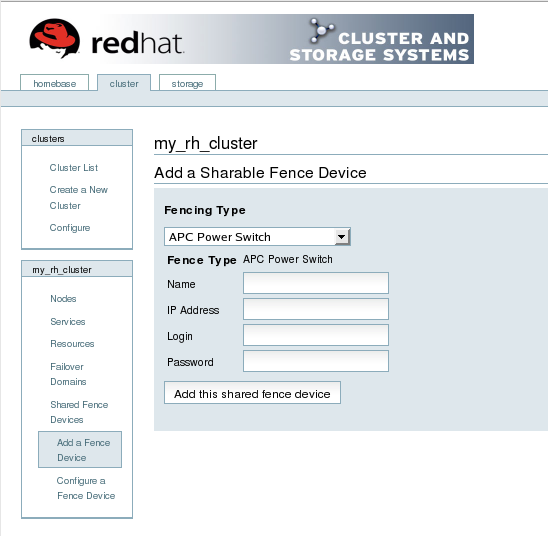 redhat.
CLUSTER AND
STORAGE SYSTEMS
homebase
cluster
storage
clusters
Cluster List
Create a New
Cluster
Configure
my_rh_cluster
Nodes
Services
Resources
Failover
Domains
Shared Fence
Devices
Add a Fence
Device
Configure a
Fence Device
my_rh_cluster
Add a Sharable Fence Device
Fencing Type
APC Power Switch
Fence Type APC Power Switch
Name
IP Address
Login
Password
Add this shared fence device